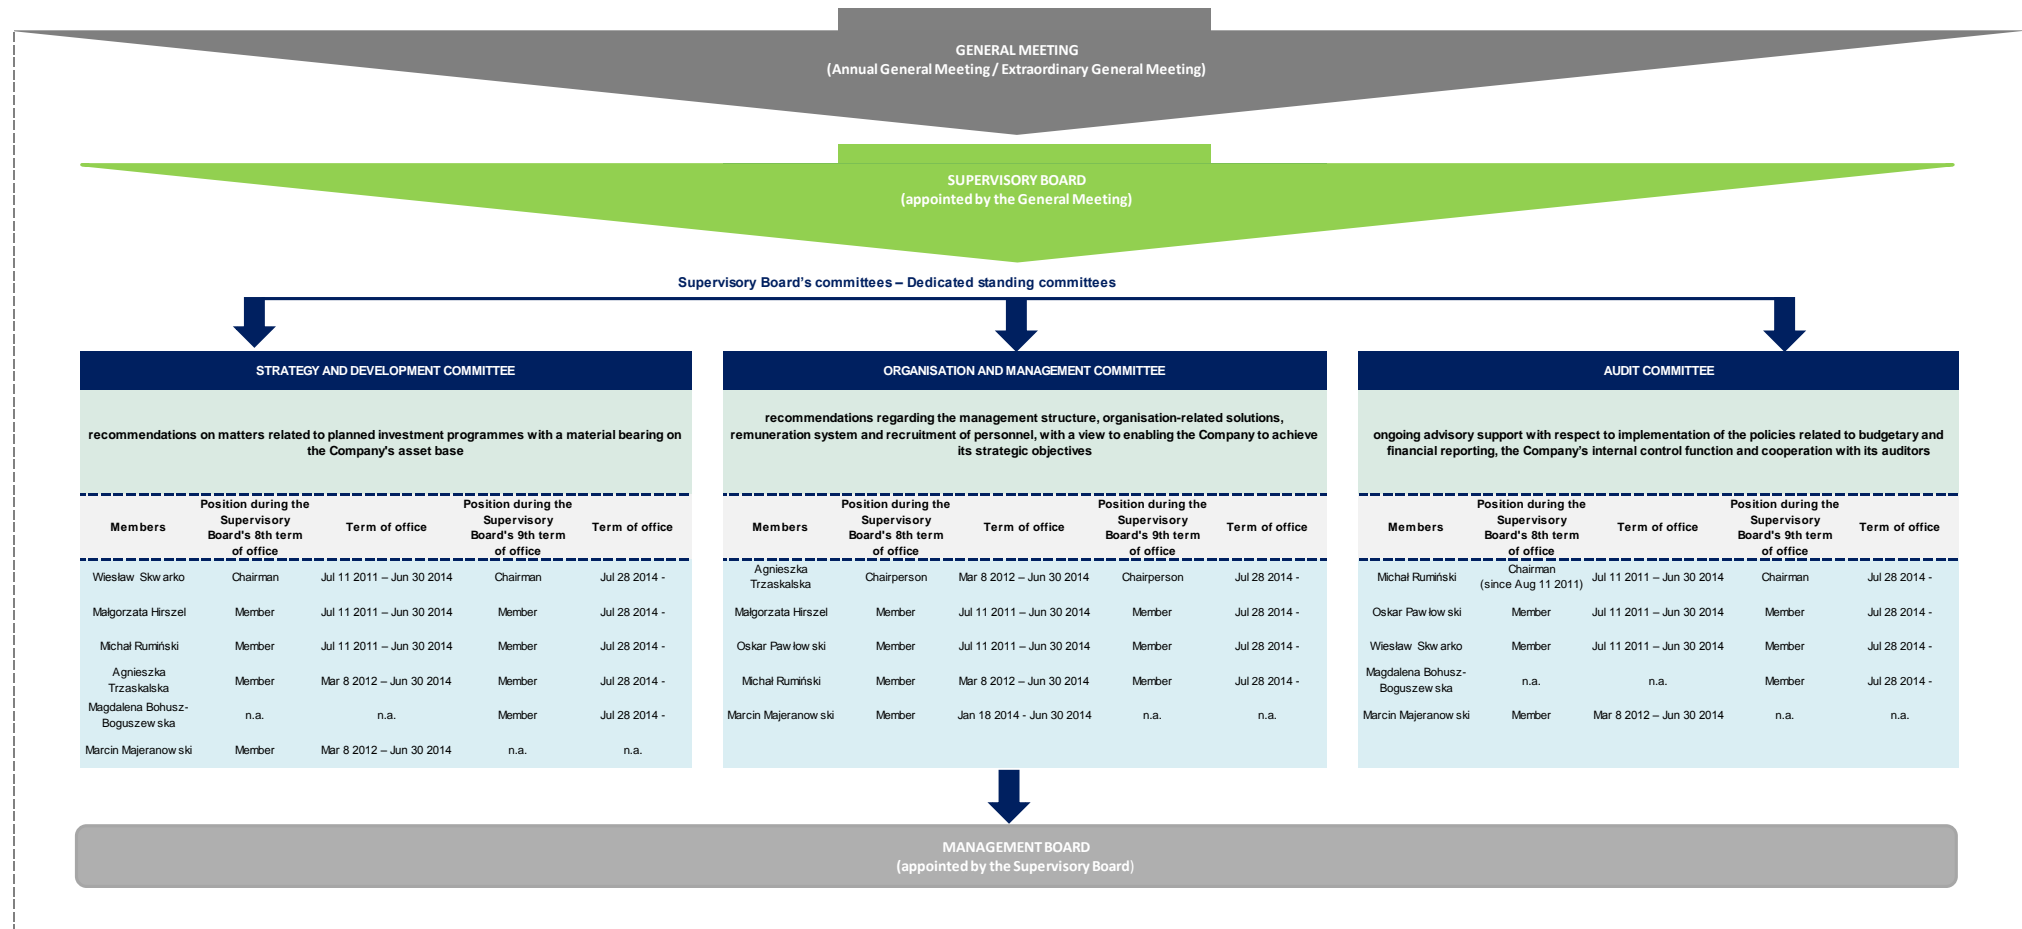 GENERAL MEETING
(Annual General Meeting / Extraordinary General Meeting)
SUPERVISORY BOARD
(appointed by the General Meeting)
Supervisory Board's committees – Dedicated standing committees
STRATEGY AND DEVELOPMENT COMMITTEE
recommendations on matters related to planned investment programmes with a material bearing on
the Company's asset base
Members
Position during the
Supervisory
Board's 8th term
of office
Term of office
Position during the
Supervisory
Board's 9th term
of office
Term of office
Wiesław Skwarko Chairman Jul 11 2011 – Jun 30 2014 Chairman Jul 28 2014 -
Małgorzata Hirszel Member Jul 11 2011 – Jun 30 2014 Member Jul 28 2014 -
Michał Rumiński Member Jul 11 2011 – Jun 30 2014 Member Jul 28 2014 -
Agnieszka
Trzaskalska Member Mar 8 2012 – Jun 30 2014 Member Jul 28 2014 -
Magdalena Bohusz-
Boguszewska n.a. n.a. Member Jul 28 2014 -
Marcin Majeranowski Member Mar 8 2012 – Jun 30 2014 n.a. n.a.
ORGANISATION AND MANAGEMENT COMMITTEE
recommendations regarding the management structure, organisation-related solutions,
remuneration system and recruitment of personnel, with a view to enabling the Company to achieve
its strategic objectives
Members
Position during the
Supervisory
Board's 8th term
of office
Term of office
Position during the
Supervisory
Board's 9th term
of office
Term of office
Agnieszka
Trzaskalska Chairperson Mar 8 2012 – Jun 30 2014 Chairperson Jul 28 2014 -
Małgorzata Hirszel Member Jul 11 2011 – Jun 30 2014 Member Jul 28 2014 -
Oskar Pawłowski Member Jul 11 2011 – Jun 30 2014 Member Jul 28 2014 -
Michał Rumiński Member Mar 8 2012 – Jun 30 2014 Member Jul 28 2014 -
Marcin Majeranowski Member Jan 18 2014 - Jun 30 2014 n.a. n.a.
AUDIT COMMITTEE
ongoing advisory support with respect to implementation of the policies related to budgetary and
financial reporting, the Company's internal control function and cooperation with its auditors
Members
Position during the
Supervisory
Board's 8th term
of office
Term of office
Position during the
Supervisory
Board's 9th term
of office
Term of office
Michał Rumiński Chairman
(since Aug 11 2011) Jul 11 2011 – Jun 30 2014 Chairman Jul 28 2014 -
Oskar Pawłowski Member Jul 11 2011 – Jun 30 2014 Member Jul 28 2014 -
Wiesław Skwarko Member Jul 11 2011 – Jun 30 2014 Member Jul 28 2014 -
Magdalena Bohusz-
Boguszewska n.a. n.a. Member Jul 28 2014 -
Marcin Majeranowski Member Mar 8 2012 – Jun 30 2014 n.a. n.a.
MANAGEMENT BOARD
(appointed by the Supervisory Board)